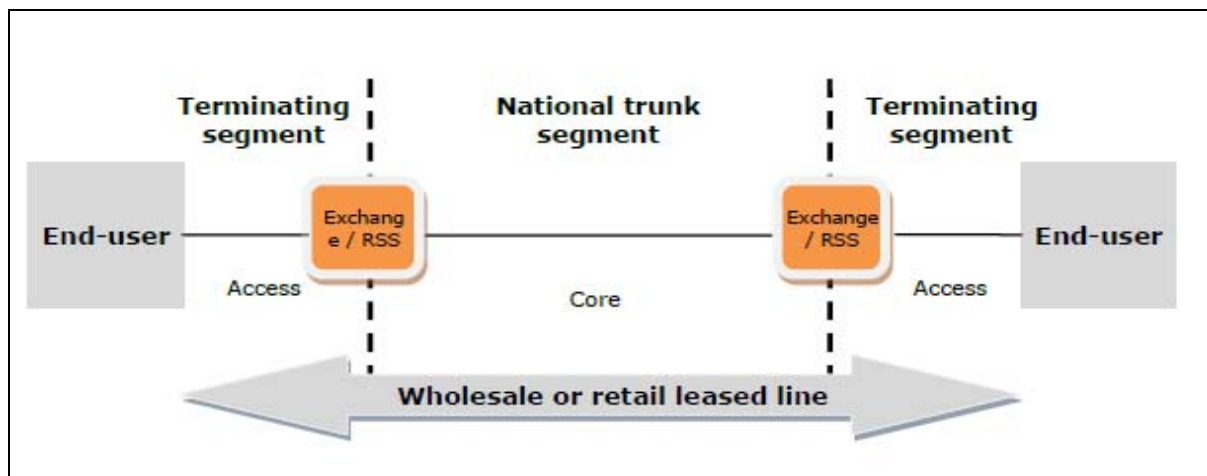 Terminating
segment
National trunk
segment
Terminating
segment
End-user
Exchang
e / RSS
Exchange
/ RSS
End-user
Access
Core
Access
Wholesale or retail leased line